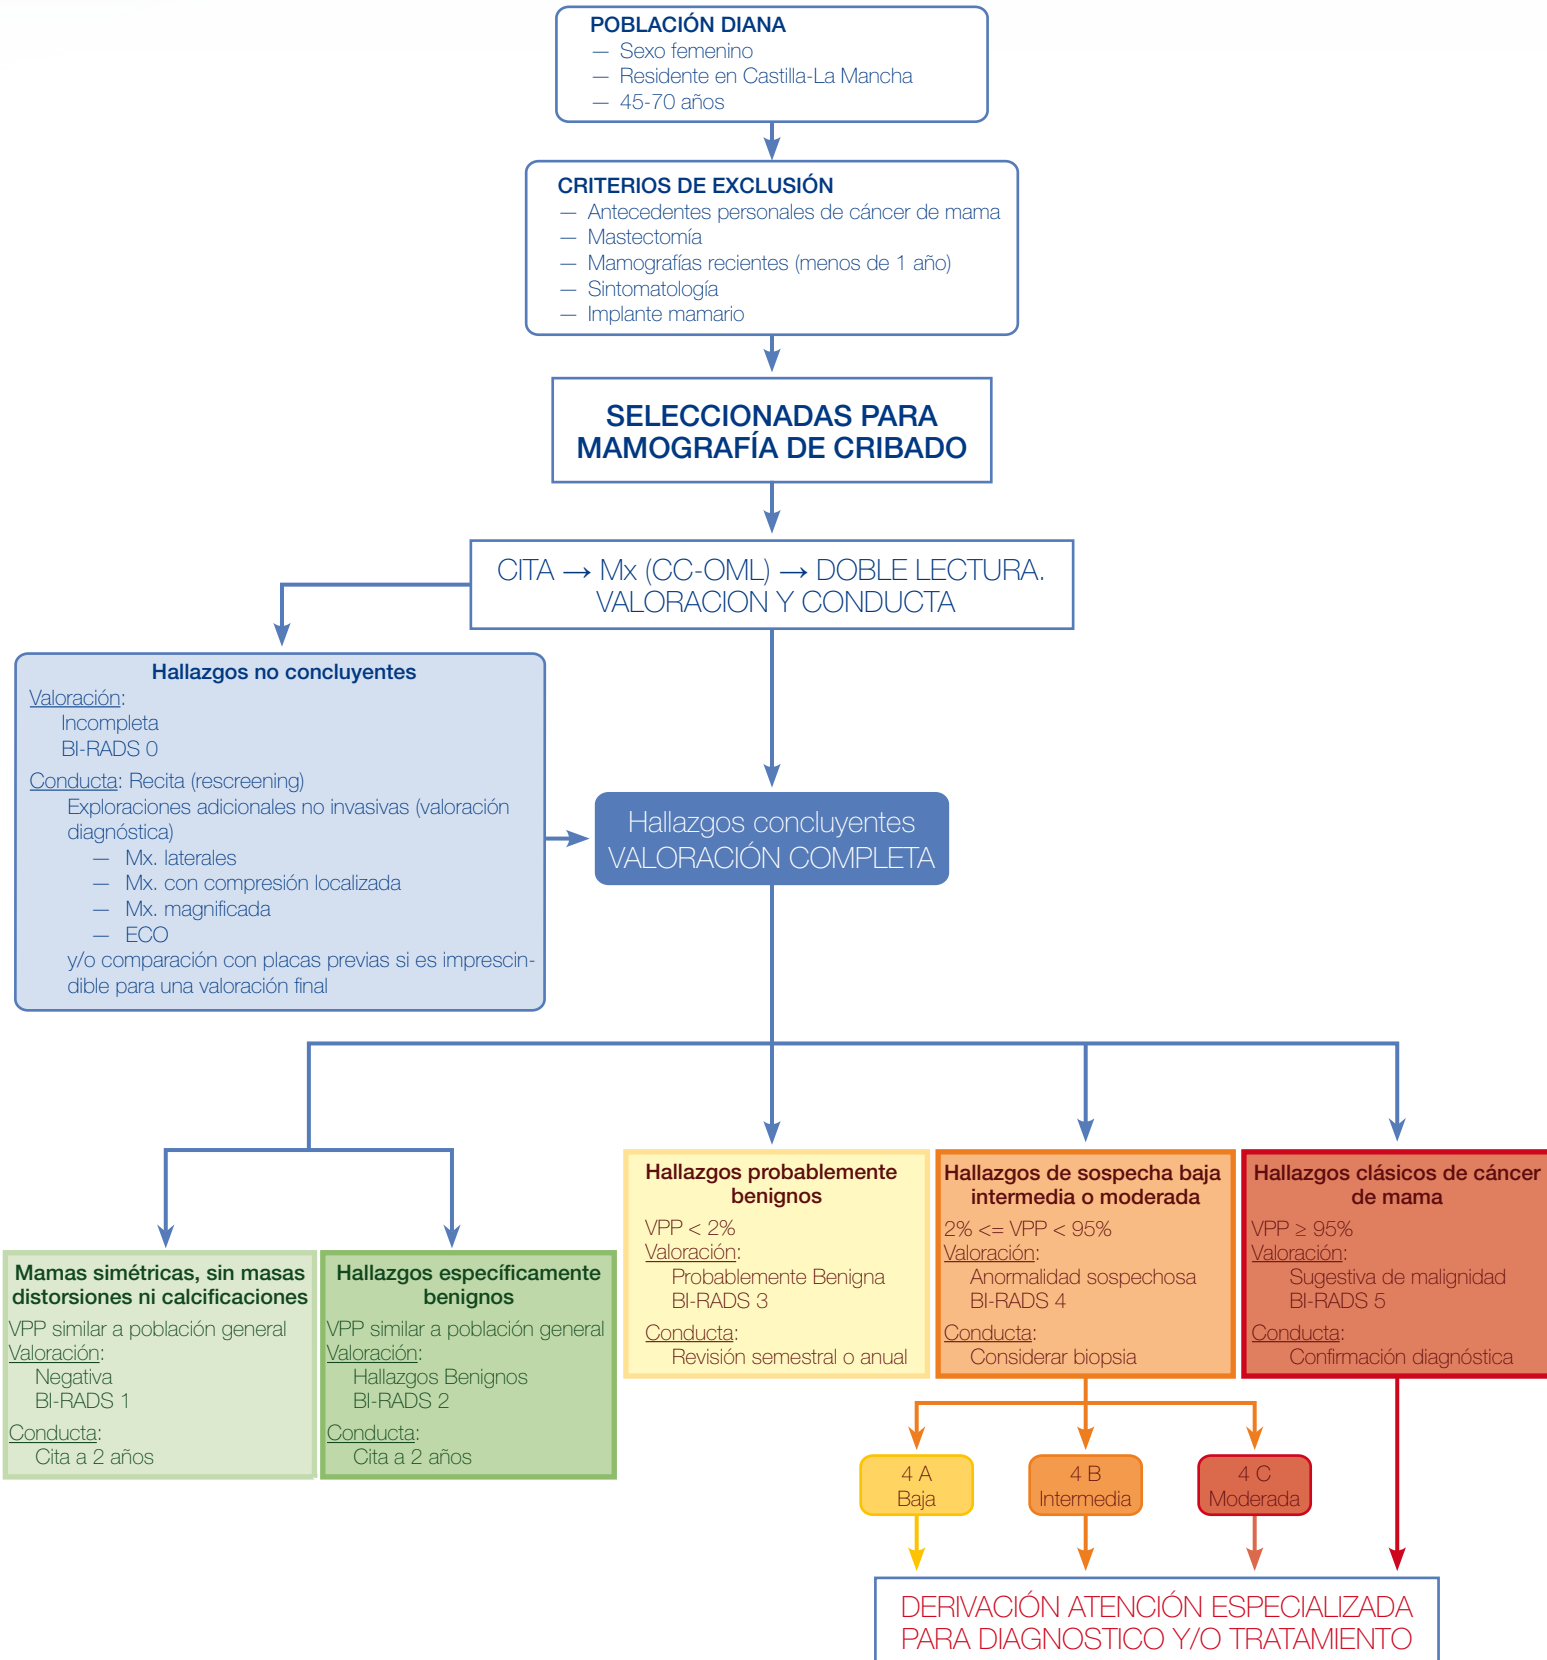 POBLACIÓN DIANA
— Sexo femenino
— Residente en Castilla-La Mancha
— 45-70 años
CRITERIOS DE EXCLUSIÓN
— Antecedentes personales de cáncer de mama
— Mastectomía
— Mamografías recientes (menos de 1 año)
— Sintomatología
— Implante mamario
SELECCIONADAS PARA
MAMOGRAFÍA DE CRIBADO
CITA → Mx (CC-OML) → DOBLE LECTURA.
VALORACION Y CONDUCTA
Hallazgos no concluyentes
Valoración:
Incompleta
BI-RADS 0
Conducta: Recita (rescreening)
Exploraciones adicionales no invasivas (valoración
diagnóstica)
— Mx. laterales
— Mx. con compresión localizada
— Mx. magnificada
— ECO
y/o comparación con placas previas si es imprescin-
dible para una valoración final
Hallazgos concluyentes
VALORACIÓN COMPLETA
Mamas simétricas, sin masas
distorsiones ni calcificaciones
VPP similar a población general
Valoración:
Negativa
BI-RADS 1
Conducta:
Cita a 2 años
Hallazgos específicamente
benignos
VPP similar a población general
Valoración:
Hallazgos Benignos
BI-RADS 2
Conducta:
Cita a 2 años
Hallazgos probablemente
benignos
VPP < 2%
Valoración:
Probablemente Benigna
BI-RADS 3
Conducta:
Revisión semestral o anual
Hallazgos de sospecha baja
intermedia o moderada
2% <= VPP < 95%
Valoración:
Anormalidad sospechosa
BI-RADS 4
Conducta:
Considerar biopsia
Hallazgos clásicos de cáncer
de mama
VPP ≥ 95%
Valoración:
Sugestiva de malignidad
BI-RADS 5
Conducta:
Confirmación diagnóstica
4 A
Baja
4 B
Intermedia
4 C
Moderada
DERIVACIÓN ATENCIÓN ESPECIALIZADA
PARA DIAGNOSTICO Y/O TRATAMIENTO